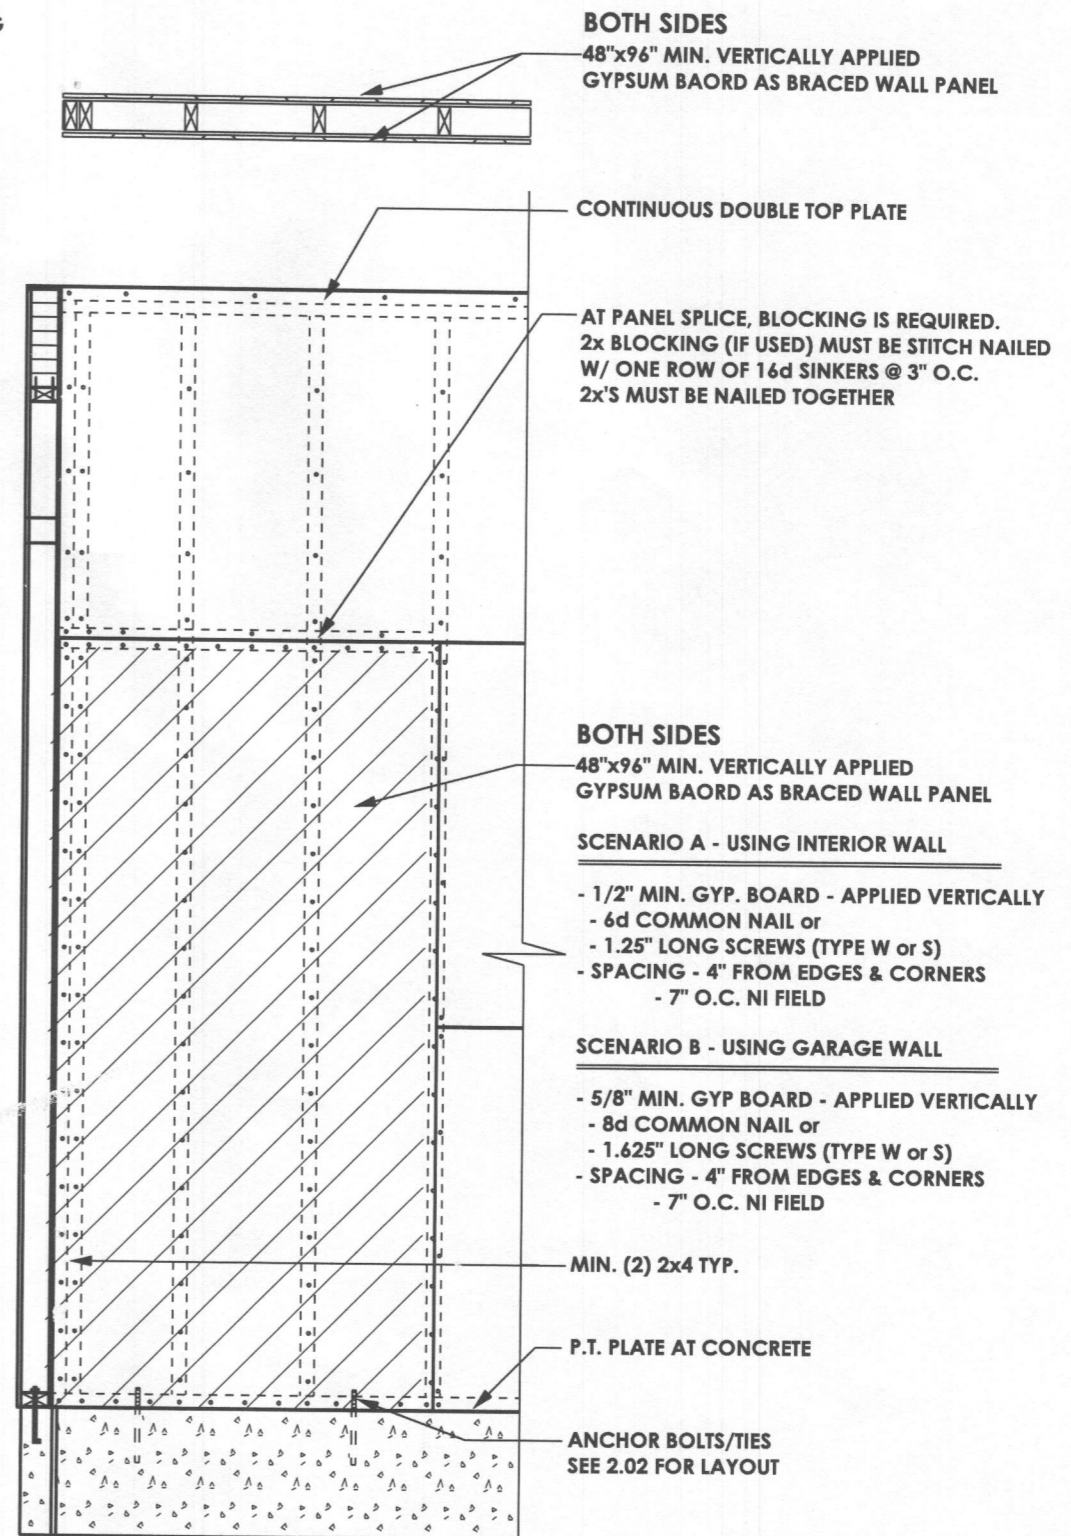 BOTH SIDES
48"x96" MIN. VERTICALLY APPLIED
GYPSUM BAORD AS BRACED WALL PANEL
CONTINUOUS DOUBLE TOP PLATE
AT PANEL SPLICE, BLOCKING IS REQUIRED.
2x BLOCKING (IF USED) MUST BE STITCH NAILED
W/ ONE ROW OF 16d SINKERS @ 3" O.C.
2x'S MUST BE NAILED TOGETHER
BOTH SIDES
48"x96" MIN. VERTICALLY APPLIED
GYPSUM BAORD AS BRACED WALL PANEL
SCENARIO A - USING INTERIOR WALL
- 1/2" MIN. GYP. BOARD - APPLIED VERTICALLY
- 6d COMMON NAIL or
- 1.25" LONG SCREWS (TYPE W or S)
- SPACING - 4" FROM EDGES & CORNERS
- 7" O.C. NI FIELD
SCENARIO B - USING GARAGE WALL
- 5/8" MIN. GYP BOARD - APPLIED VERTICALLY
- 8d COMMON NAIL or
- 1.625" LONG SCREWS (TYPE W or S)
- SPACING - 4" FROM EDGES & CORNERS
- 7" O.C. NI FIELD
MIN. (2) 2x4 TYP.
P.T. PLATE AT CONCRETE
ANCHOR BOLTS/TIES
SEE 2.02 FOR LAYOUT